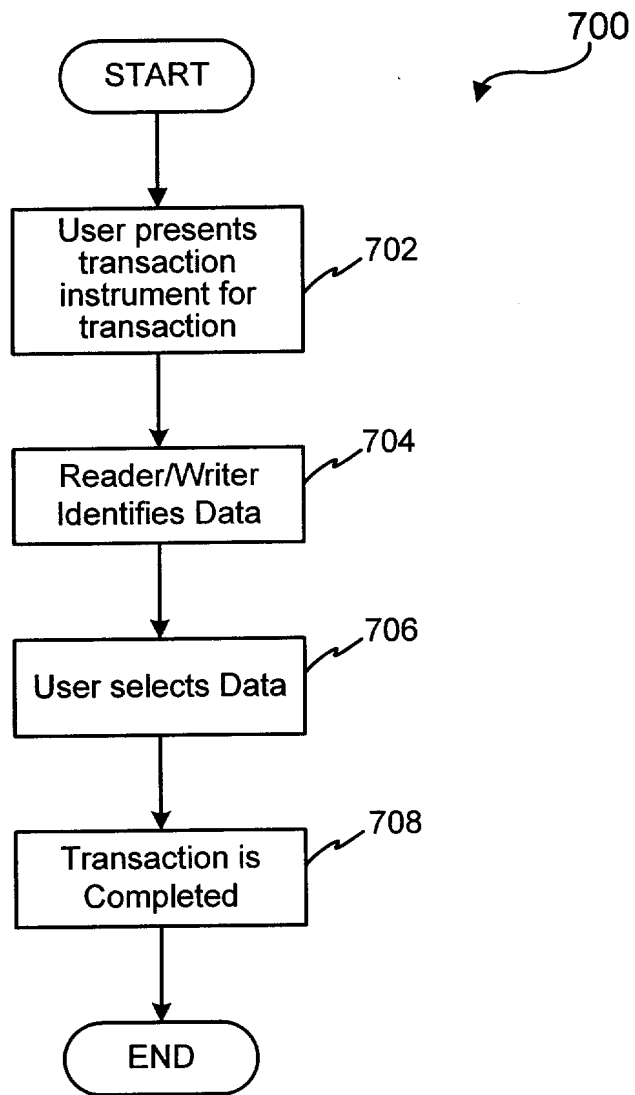 700
START
User presents
transaction
instrument for
transaction
702
Reader/Writer
Identifies Data
704
User selects Data
706
Transaction is
Completed
708
END